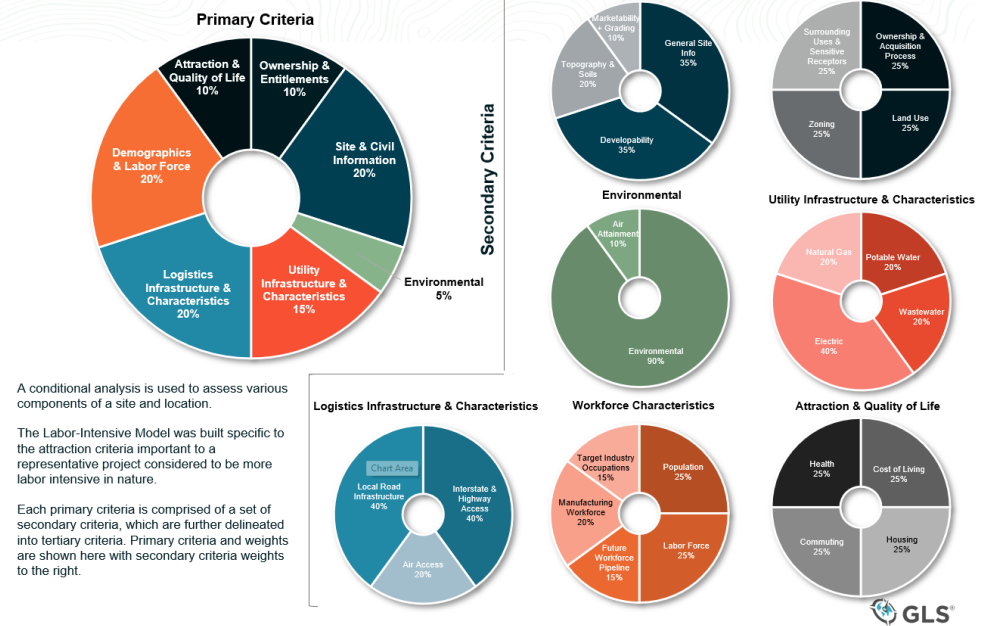 Primary Criteria
Attraction &
Quality of Life
10%
Ownership &
Entitlements
10%
Site & Civil
Information
20%
Environmental
5%
Utility
Infrastructure &
Characteristics
15%
Logistics
Infrastructure &
Characteristics
20%
Demographics
& Labor Force
20%
A conditional analysis is used to assess various
components of a site and location.
The Labor-Intensive Model was built specific to
the attraction criteria important to a
representative project considered to be more
labor intensive in nature.
Each primary criteria is comprised of a set of
secondary criteria, which are further delineated
into tertiary criteria. Primary criteria and weights
are shown here with secondary criteria weights
to the right.
Secondary Criteria
Marketability
+ Grading
10%
General Site
Info
35%
Topography &
Soils
20%
Developability
35%
Surrounding
Uses &
Sensitive
Receptors
25%
Ownership &
Acquisition
Process
25%
Zoning
25%
Land Use
25%
Environmental
Air
Attainment
10%
Environmental
90%
Utility Infrastructure & Characteristics
Natural Gas
20%
Potable Water
20%
Wastewater
20%
Electric
40%
Logistics Infrastructure & Characteristics
Chart Area
Local Road
Infrastructure
40%
Interstate &
Highway
Access
40%
Air Access
20%
Workforce Characteristics
Target Industry
Occupations
15%
Population
25%
Manufacturing
Workforce
20%
Future
Workforce
Pipeline
15%
Labor Force
25%
Attraction & Quality of Life
Health
25%
Cost of Living
25%
Commuting
25%
Housing
25%
GLS®